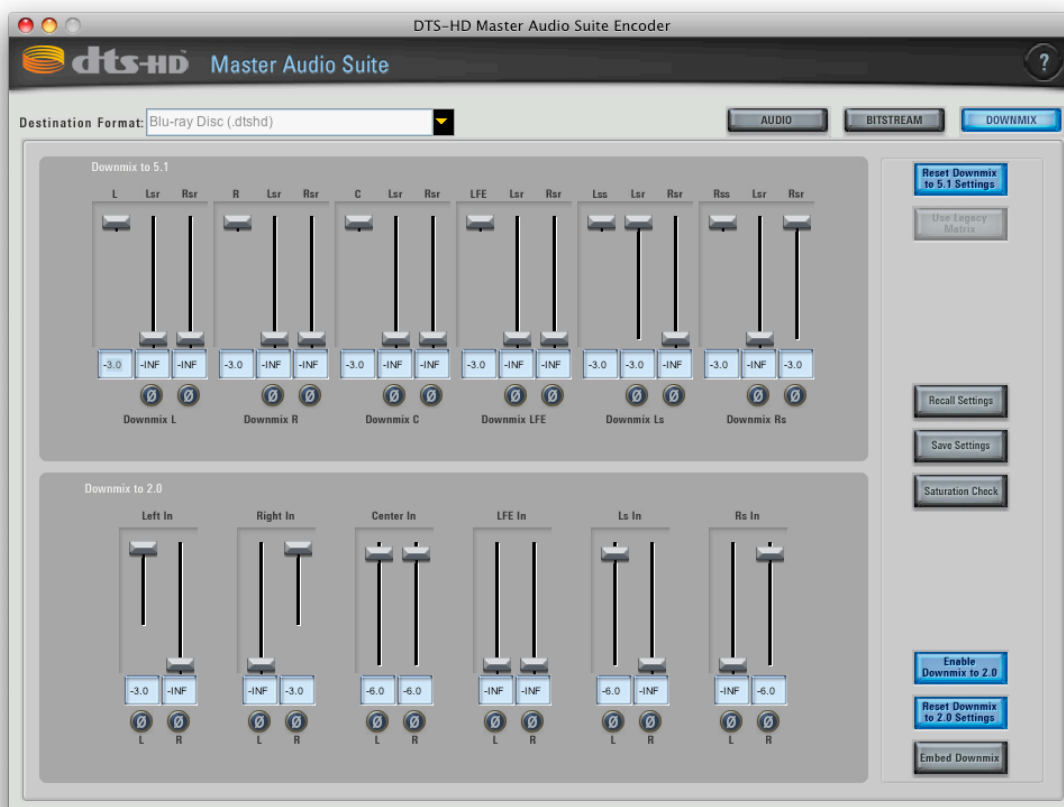 DTS-HD Master Audio Suite Encoder
dts-HD Master Audio Suite
?
Destination Format: Blu-ray Disc (.dtshd)
AUDIO BITSTREAM DOWNMIX
Downmix to 5.1
L Lsr Rsr R Lsr Rsr C Lsr Rsr LFE Lsr Rsr Lss Lsr Rsr Rss Lsr Rsr
-3.0 -INF -INF -3.0 -INF -INF -3.0 -INF -INF -3.0 -INF -INF -3.0 -3.0 -INF -3.0 -INF -3.0
Ø Ø Ø Ø Ø Ø Ø Ø Ø Ø Ø Ø
Downmix L Downmix R Downmix C Downmix LFE Downmix Ls Downmix Rs
Downmix to 2.0
Left In Right In Center In LFE In Ls In Rs In
-3.0 -INF -INF -3.0 -6.0 -6.0 -INF -INF -6.0 -INF -INF -6.0
Ø Ø Ø Ø Ø Ø Ø Ø Ø Ø Ø Ø
L R L R L R L R L R L R
Reset Downmix
to 5.1 Settings
Use Legacy
Matrix
Recall Settings
Save Settings
Saturation Check
Enable
Downmix to 2.0
Reset Downmix
to 2.0 Settings
Embed Downmix